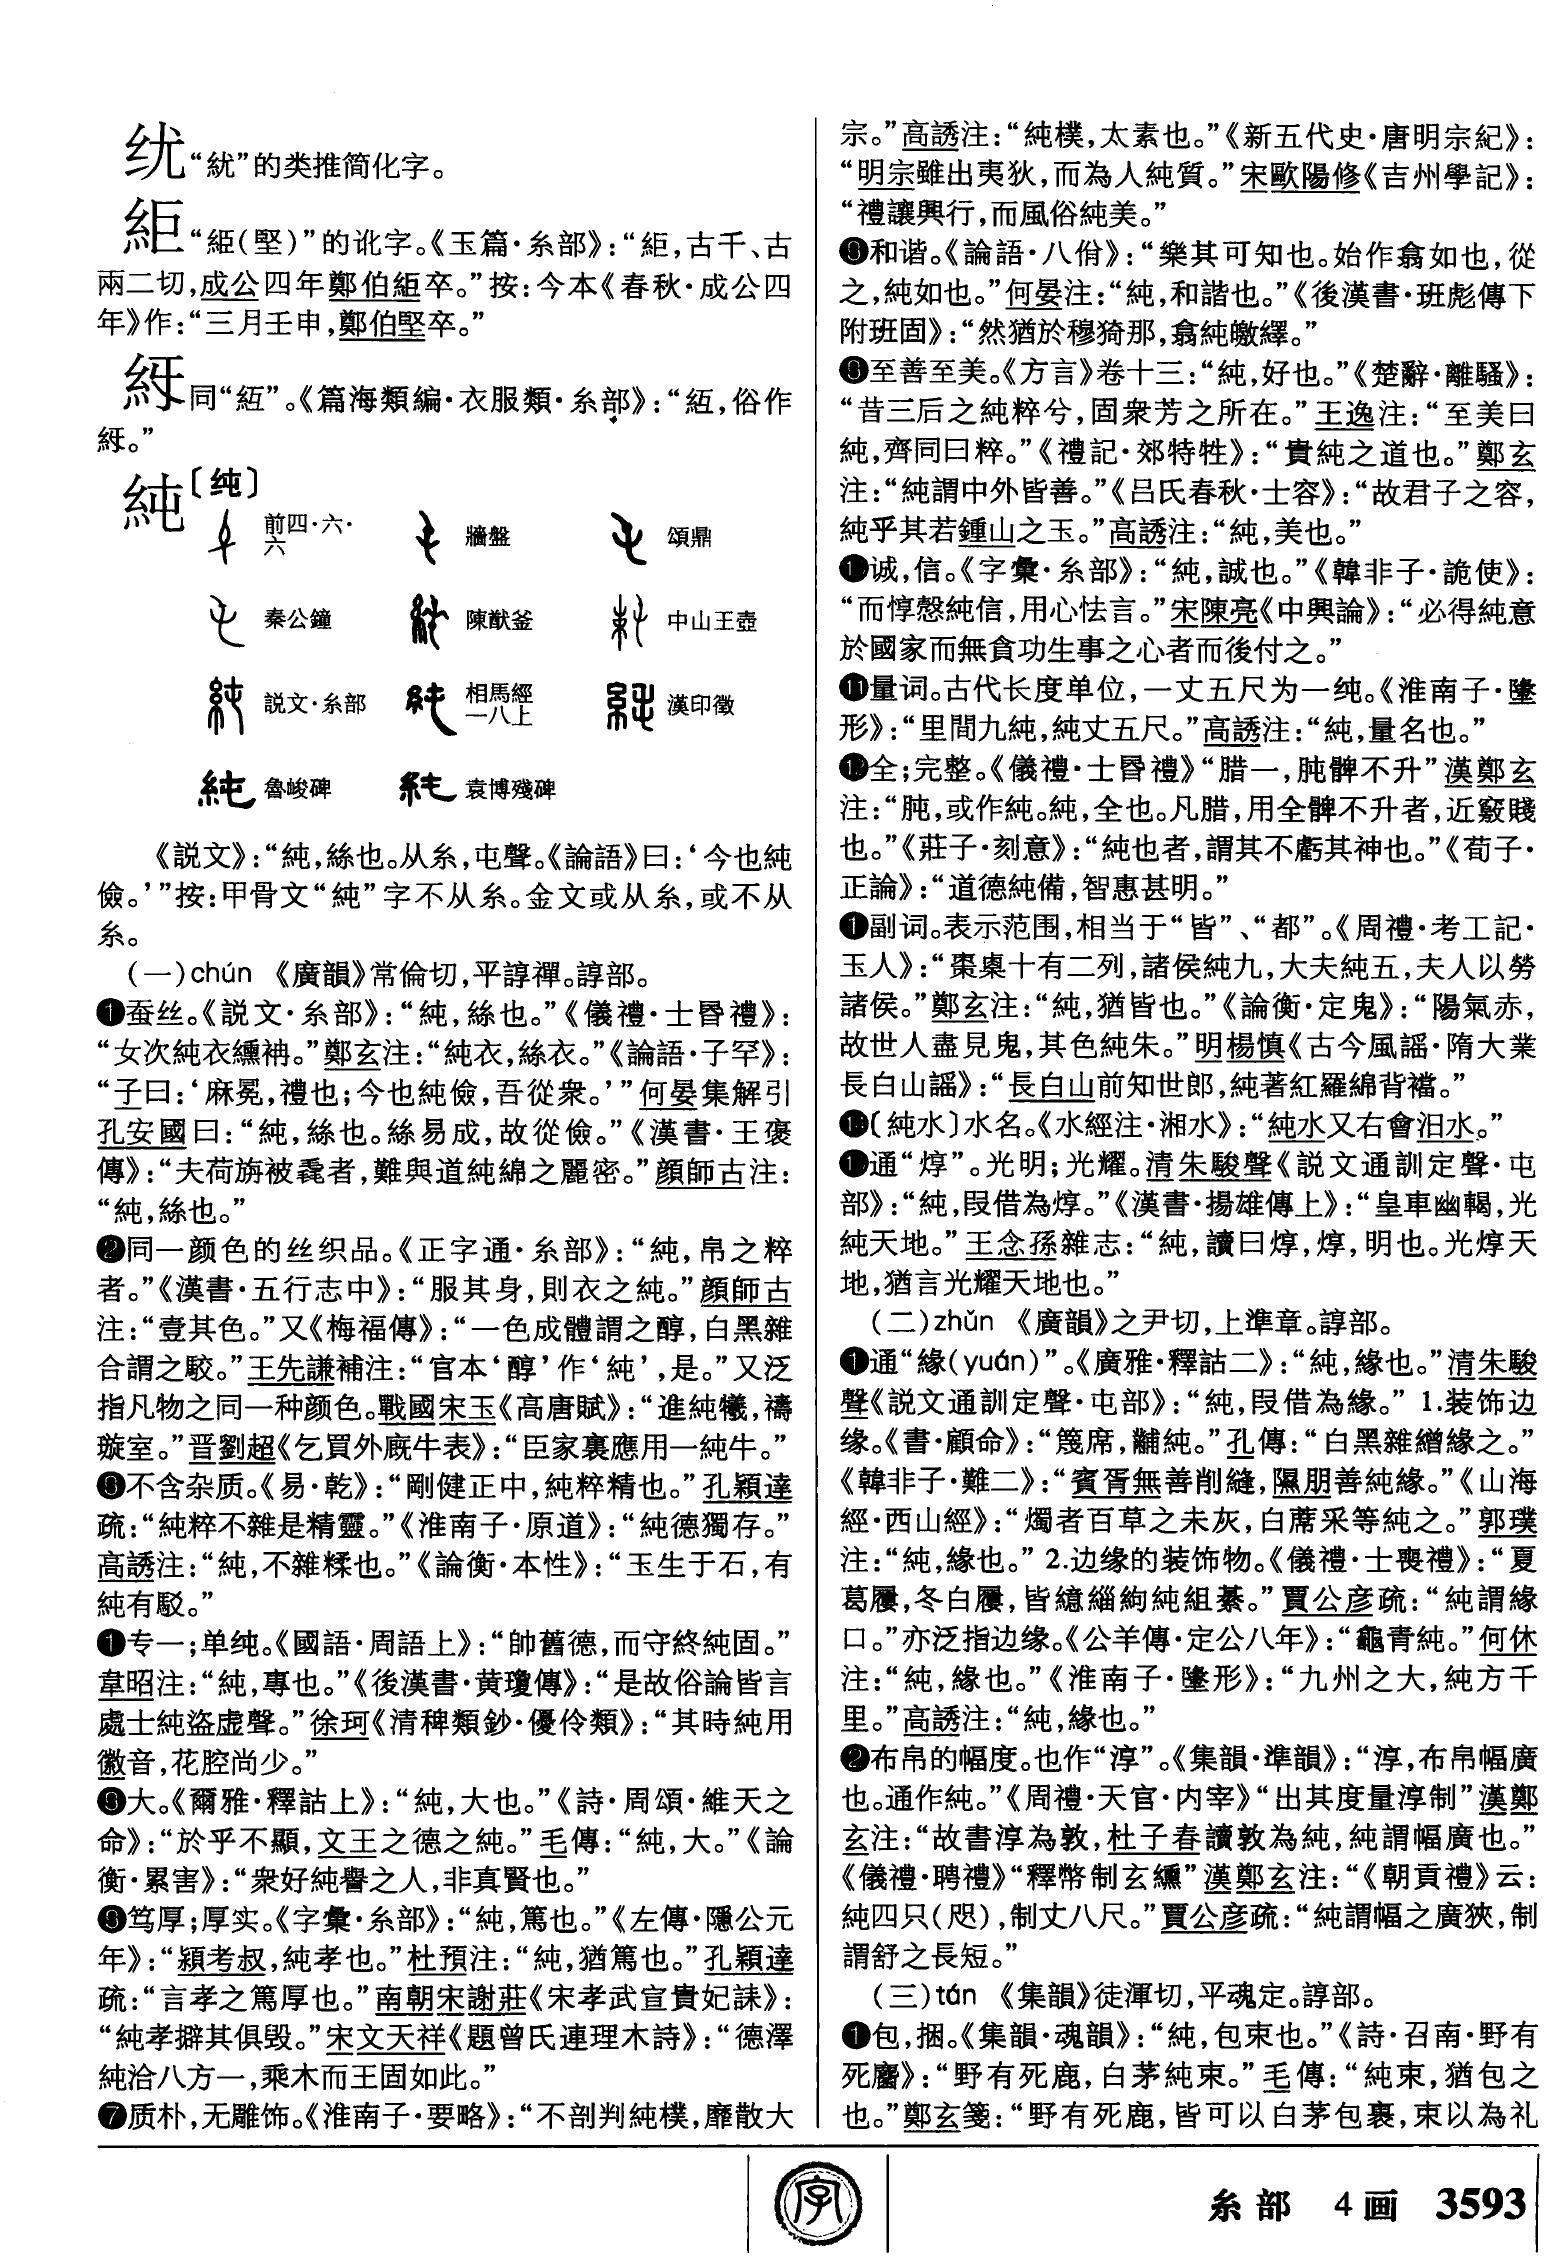 𬘘“紌”的类推简化字。
“䋗(堅)”的讹字。《玉篇·糸部》：“䊺，古千、古
兩二切，成公四年鄭伯䊺卒。”按：今本《春秋·成公四
年》作：“三月壬申，鄭伯堅卒。”
同“絚”。《篇海類編·衣服類·糸部》：“絚，俗作
純〔纯〕
前四·六·
六
牆盤
頌鼎
秦公鐘
陳猷釜
中山王壺
説文·糸部
相馬經
一八上
漢印徵
魯峻碑
袁博殘碑
《説文》：“純，絲也。从糸，屯聲。《論語》曰：‘今也純
儉。’”按：甲骨文“純”字不从糸。金文或从糸，或不从
糸。
(一)chún 《廣韻》常倫切，平諄禪。諄部。
❶蚕丝。《説文·糸部》：“純，絲也。”《儀禮·士昏禮》：
“女次純衣纁袡。”鄭玄注：“純衣，絲衣。”《論語·子罕》：
“子曰：‘麻冕，禮也；今也純儉，吾從衆。’”何晏集解引
孔安國曰：“純，絲也。絲易成，故從儉。”《漢書·王褒
傳》：“夫荷旃被毳者，難與道純綿之麗密。”顔師古注：
“純，絲也。”
❷同一颜色的丝织品。《正字通·糸部》：“純，帛之粹
者。”《漢書·五行志中》：“服其身，則衣之純。”顔師古
注：“壹其色。”又《梅福傳》：“一色成體謂之醇，白黑雜
合謂之駁。”王先謙補注：“官本‘醇’作‘純’，是。”又泛
指凡物之同一种颜色。戰國宋玉《高唐賦》：“進純犧，禱
璇室。”晋劉超《乞買外廐牛表》：“臣家裏應用一純牛。”
❸不含杂质。《易·乾》：“剛健正中，純粹精也。”孔穎達
疏：“純粹不雜是精靈。”《淮南子·原道》：“純德獨存。”
高誘注：“純，不雜糅也。”《論衡·本性》：“玉生于石，有
純有駁。”
❹专一；单纯。《國語·周語上》：“帥舊德，而守終純固。”
韋昭注：“純，專也。”《後漢書·黄瓊傳》：“是故俗論皆言
處士純盜虚聲。”徐珂《清稗類鈔·優伶類》：“其時純用
徽音，花腔尚少。”
❺大。《爾雅·釋詁上》：“純，大也。”《詩·周頌·維天之
命》：“於乎不顯，文王之德之純。”毛傳：“純，大。”《論
衡·累害》：“衆好純譽之人，非真賢也。”
❻笃厚；厚实。《字彙·糸部》：“純，篤也。”《左傳·隱公元
年》：“潁考叔，純孝也。”杜預注：“純，猶篤也。”孔穎達
疏：“言孝之篤厚也。”南朝宋謝莊《宋孝武宣貴妃誄》：
“純孝擗其俱毁。”宋文天祥《題曾氏連理木詩》：“德澤
純洽八方一，乘木而王固如此。”
❼质朴，无雕饰。《淮南子·要略》：“不剖判純樸，靡散大
宗。”高誘注：“純樸，太素也。”《新五代史·唐明宗紀》：
“明宗雖出夷狄，而為人純質。”宋歐陽修《吉州學記》：
“禮讓興行，而風俗純美。”
❽和谐。《論語·八佾》：“樂其可知也。始作翕如也，從
之，純如也。”何晏注：“純，和諧也。”《後漢書·班彪傳下
附班固》：“然猶於穆猗那，翕純皦繹。”
❾至善至美。《方言》卷十三：“純，好也。”《楚辭·離騷》：
“昔三后之純粹兮，固衆芳之所在。”王逸注：“至美曰
純，齊同曰粹。”《禮記·郊特牲》：“貴純之道也。”鄭玄
注：“純謂中外皆善。”《吕氏春秋·士容》：“故君子之容，
純乎其若鍾山之玉。”高誘注：“純，美也。”
❿诚，信。《字彙·糸部》：“純，誠也。”《韓非子·詭使》：
“而惇愨純信，用心怯言。”宋陳亮《中興論》：“必得純意
於國家而無貪功生事之心者而後付之。”
⓫量词。古代长度单位，一丈五尺为一纯。《淮南子·墬
形》：“里間九純，純丈五尺。”高誘注：“純，量名也。”
⓬全；完整。《儀禮·士昏禮》“腊一，肫髀不升”漢鄭玄
注：“肫，或作純。純，全也。凡腊，用全髀不升者，近竅賤
也。”《莊子·刻意》：“純也者，謂其不虧其神也。”《荀子·
正論》：“道德純備，智惠甚明。”
⓭副词。表示范围，相当于“皆”、“都”。《周禮·考工記·
玉人》：“棗㮚十有二列，諸侯純九，大夫純五，夫人以勞
諸侯。”鄭玄注：“純，猶皆也。”《論衡·定鬼》：“陽氣赤，
故世人盡見鬼，其色純朱。”明楊慎《古今風謡·隋大業
長白山謡》：“長白山前知世郎，純著紅羅綿背襠。”
⓮〔純水〕水名。《水經注·湘水》：“純水又右會汨水。”
⓯通“焞”。光明；光耀。清朱駿聲《説文通訓定聲·屯
部》：“純，叚借為焞。”《漢書·揚雄傳上》：“皇車幽輵，光
純天地。”王念孫雜志：“純，讀曰焞，焞，明也。光焞天
地，猶言光耀天地也。”
(二)zhǔn 《廣韻》之尹切，上準章。諄部。
❶通“緣(yuán)”。《廣雅·釋詁二》：“純，緣也。”清朱駿
聲《説文通訓定聲·屯部》：“純，叚借為緣。” 1.装饰边
缘。《書·顧命》：“篾席，黼純。”孔傳：“白黑雜繒緣之。”
《韓非子·難二》：“賓胥無善削縫，隰朋善純緣。”《山海
經·西山經》：“燭者百草之未灰，白蓆采等純之。”郭璞
注：“純，緣也。” 2.边缘的装饰物。《儀禮·士喪禮》：“夏
葛屨，冬白屨，皆繶緇絇純組綦。”賈公彦疏：“純謂緣
口。”亦泛指边缘。《公羊傳·定公八年》：“龜青純。”何休
注：“純，緣也。”《淮南子·墬形》：“九州之大，純方千
里。”高誘注：“純，緣也。”
❷布帛的幅度。也作“淳”。《集韻·準韻》：“淳，布帛幅廣
也。通作純。”《周禮·天官·内宰》“出其度量淳制”漢鄭
玄注：“故書淳為敦，杜子春讀敦為純，純謂幅廣也。”
《儀禮·聘禮》“釋幣制玄纁”漢鄭玄注：“《朝貢禮》云：
純四只(咫)，制丈八尺。”賈公彦疏：“純謂幅之廣狹，制
謂舒之長短。”
(三)tún 《集韻》徒渾切，平魂定。諄部。
❶包，捆。《集韻·魂韻》：“純，包束也。”《詩·召南·野有
死麕》：“野有死鹿，白茅純束。”毛傳：“純束，猶包之
也。”鄭玄箋：“野有死鹿，皆可以白茅包裹，束以為礼
字
糸部 4画 3593